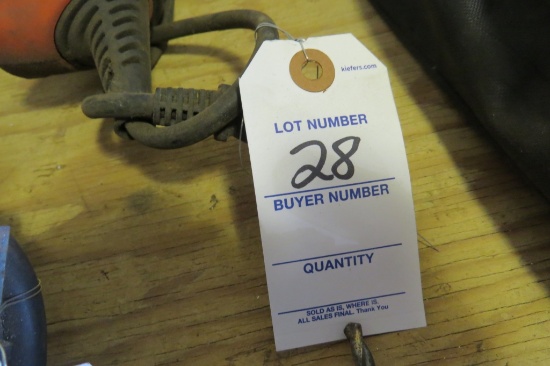 kiefers.com
LOT NUMBER
28
BUYER NUMBER
QUANTITY
SOLD AS IS, WHERE IS.
ALL SALES FINAL. Thank You